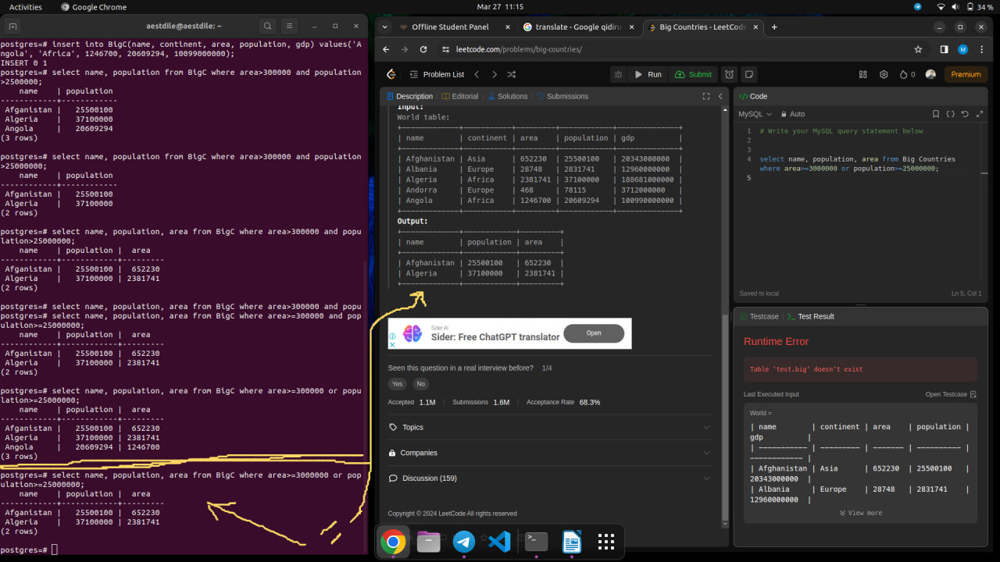 Activities
Google Chrome
Mar 27 11:15
34 %
aestdile@aestdile: ~
postgres=# insert into BigC(name, continent, area, population, gdp) values('A
ngola', 'Africa', 1246700, 20609294, 10099000000);
INSERT 0 1
postgres=# select name, population from BigC where area>300000 and population
>2500000;
name | population
------------+------------
Afganistan | 25500100
Algeria | 37100000
Angola | 20609294
(3 rows)
postgres=# select name, population from BigC where area>300000 and population
>25000000;
name | population
------------+------------
Afganistan | 25500100
Algeria | 37100000
(2 rows)
postgres=# select name, population, area from BigC where area>300000 and popu
lation>25000000;
name | population | area
------------+------------+---------
Afganistan | 25500100 | 652230
Algeria | 37100000 | 2381741
(2 rows)
postgres=# select name, population, area from BigC where area>=300000 and pop
postgres=# select name, population, area from BigC where area>=300000 and pop
ulation>=25000000;
name | population | area
------------+------------+---------
Afganistan | 25500100 | 652230
Algeria | 37100000 | 2381741
(2 rows)
postgres=# select name, population, area from BigC where area>=300000 or popu
lation>=25000000;
name | population | area
------------+------------+---------
Afganistan | 25500100 | 652230
Algeria | 37100000 | 2381741
Angola | 20609294 | 1246700
(3 rows)
postgres=# select name, population, area from BigC where area>=3000000 or pop
ulation>=25000000;
name | population | area
------------+------------+---------
Afganistan | 25500100 | 652230
Algeria | 37100000 | 2381741
(2 rows)
postgres=#
Offline Student Panel
translate - Google qidirus
Big Countries - LeetCode
leetcode.com/problems/big-countries/
M
Problem List
Run
Submit
0
Premium
Description
Editorial
Solutions
Submissions
Input:
World table:
+-------------+-----------+---------+------------+--------------+
| name | continent | area | population | gdp |
+-------------+-----------+---------+------------+--------------+
| Afghanistan | Asia | 652230 | 25500100 | 20343000000 |
| Albania | Europe | 28748 | 2831741 | 12960000000 |
| Algeria | Africa | 2381741 | 37100000 | 188681000000 |
| Andorra | Europe | 468 | 78115 | 3712000000 |
| Angola | Africa | 1246700 | 20609294 | 100990000000 |
+-------------+-----------+---------+------------+--------------+
Output:
+-------------+------------+---------+
| name | population | area |
+-------------+------------+---------+
| Afghanistan | 25500100 | 652230 |
| Algeria | 37100000 | 2381741 |
+-------------+------------+---------+
Sider AI
Sider: Free ChatGPT translator
Open
Seen this question in a real interview before? 1/4
Yes
No
Accepted 1.1M
Submissions 1.6M
Acceptance Rate 68.3%
Topics
Companies
Discussion (159)
Copyright © 2024 LeetCode All rights reserved
</> Code
MySQL
Auto
1 # Write your MySQL query statement below
2
3
4 select name, population, area from Big Countries
where area>=3000000 or population>=25000000;
5
Saved to local
Ln 5, Col 1
Testcase
Test Result
Runtime Error
Table 'test.big' doesn't exist
Last Executed Input
Open Testcase
World =
| name | continent | area | population |
gdp |
| ----------- | --------- | ------- | ---------- |
------------ |
| Afghanistan | Asia | 652230 | 25500100 |
20343000000 |
| Albania | Europe | 28748 | 2831741 |
12960000000 |
View more